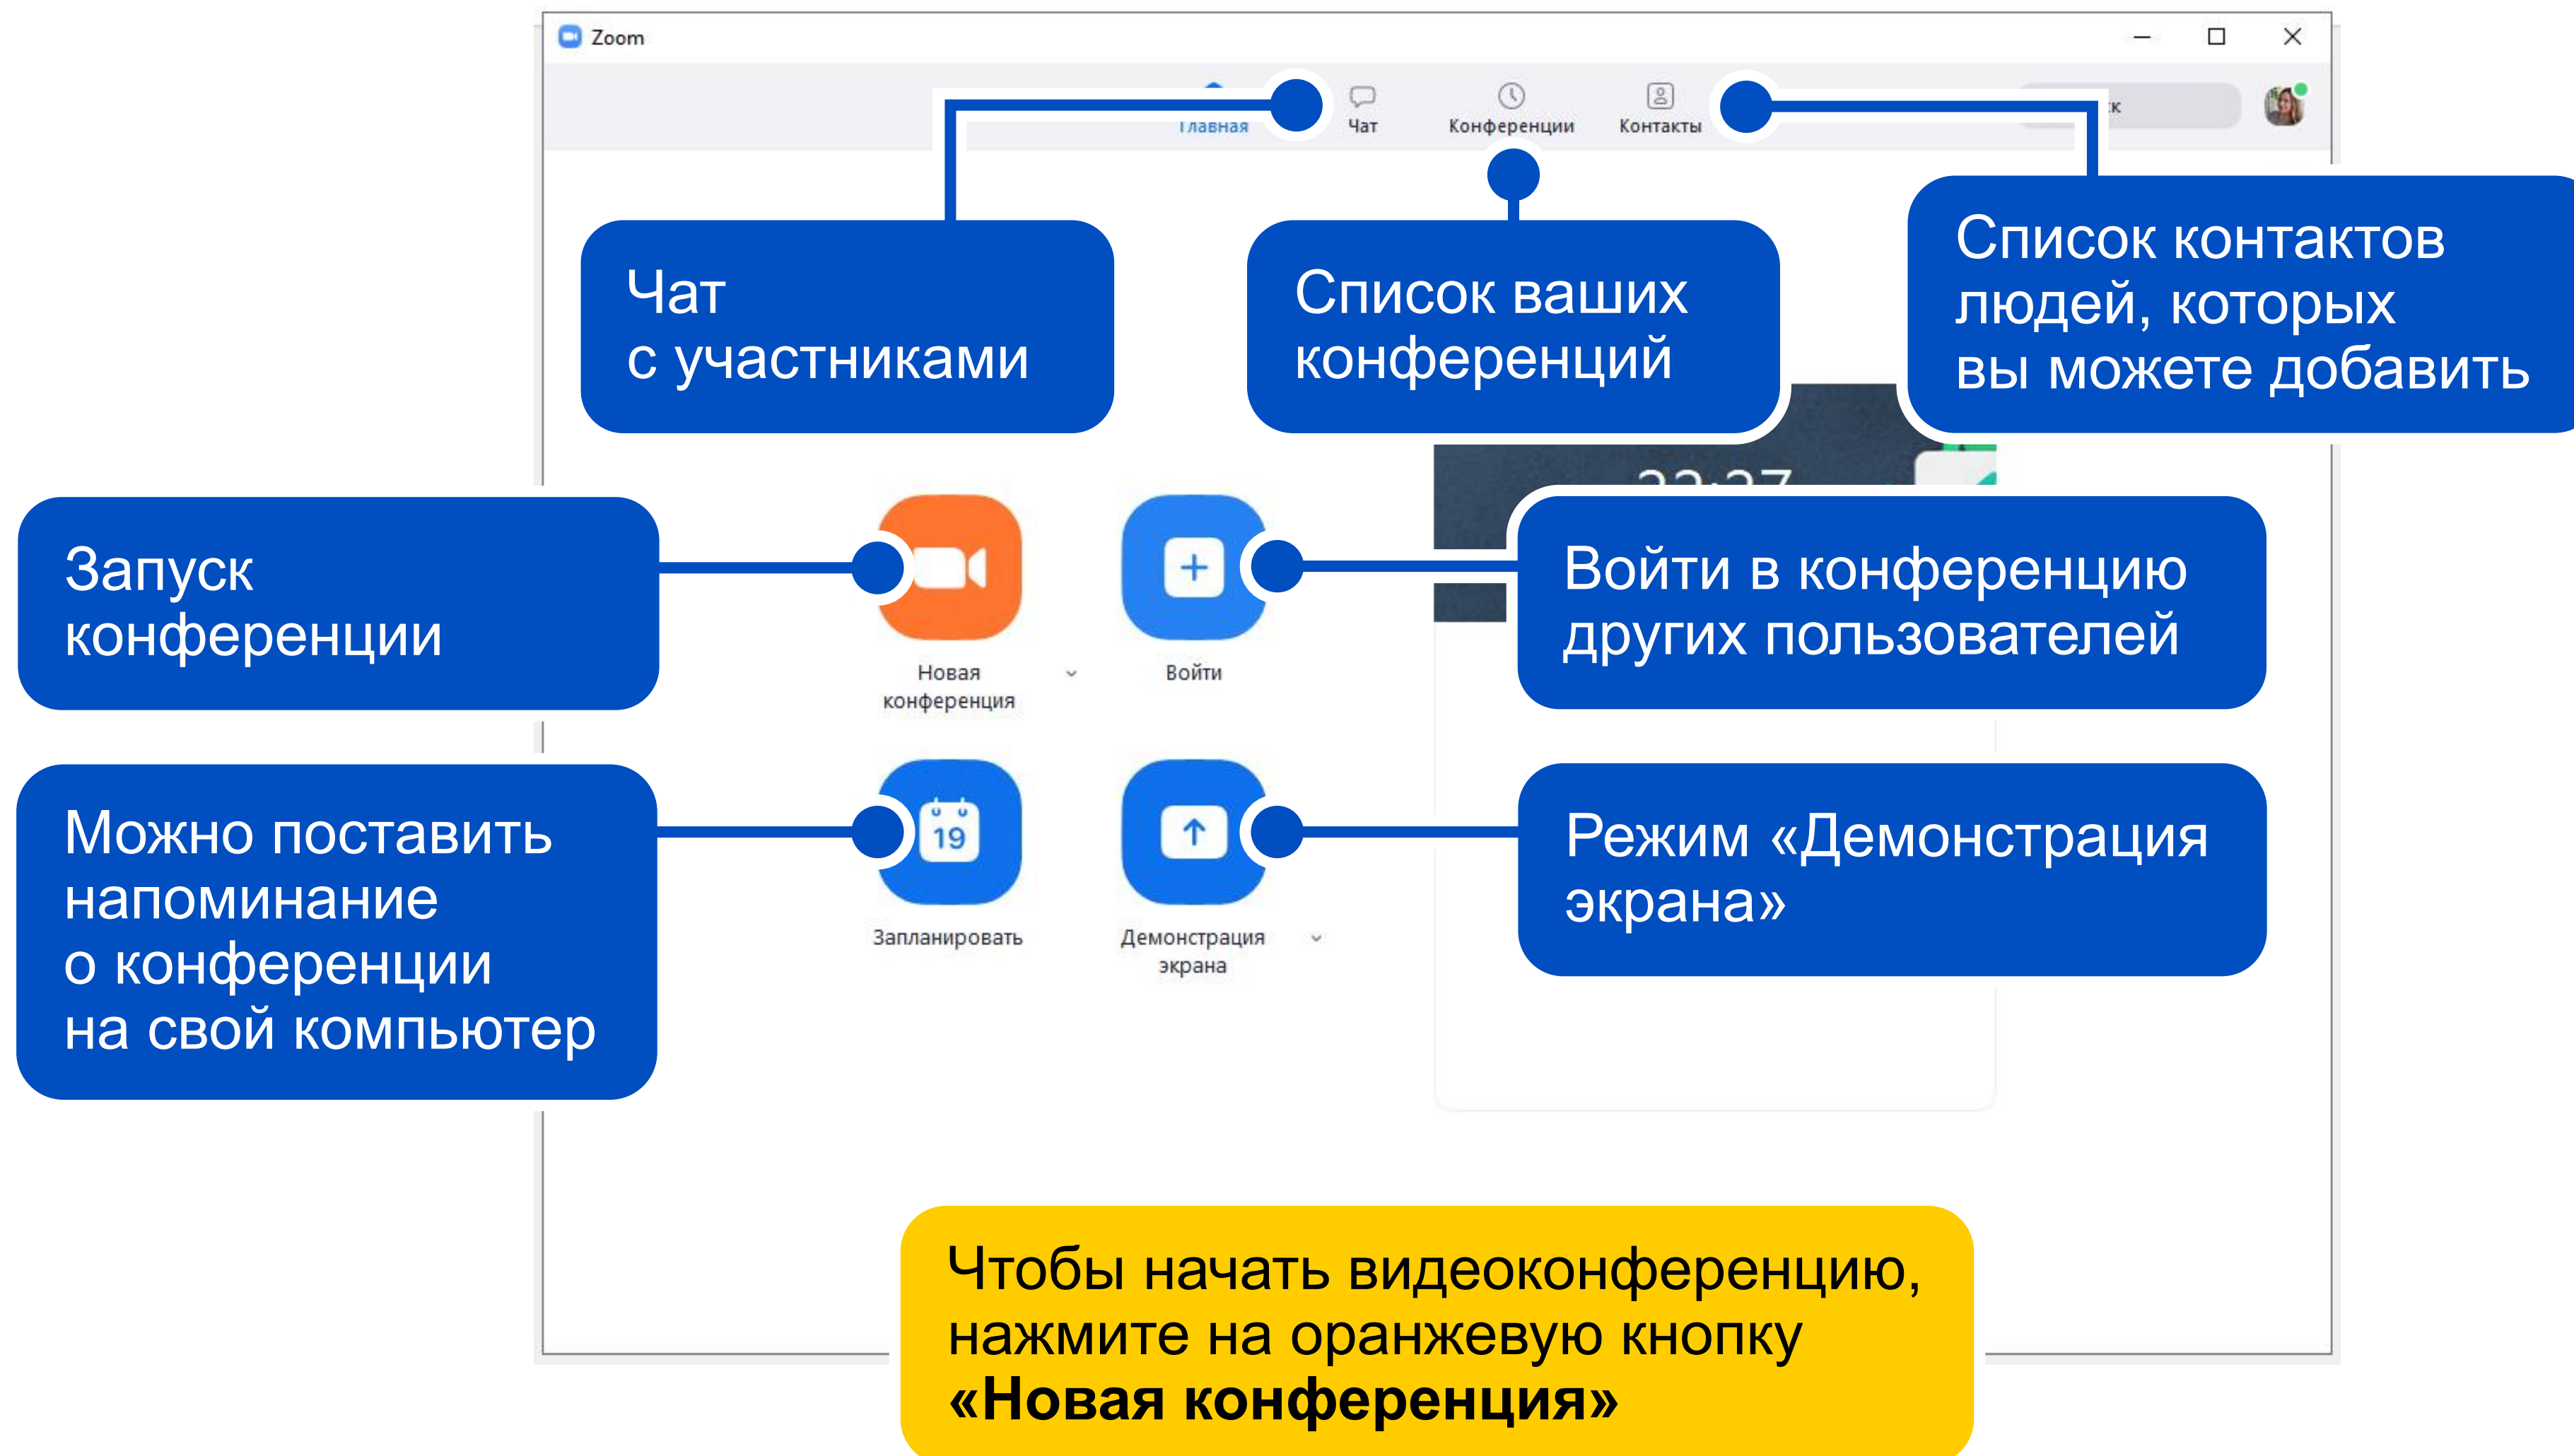 Zoom
Главная
Чат
Конференции
Контакты
Чат
с участниками
Список ваших
конференций
Список контактов
людей, которых
вы можете добавить
Запуск
конференции
Новая
конференция
Войти
Войти в конференцию
других пользователей
Можно поставить
напоминание
о конференции
на свой компьютер
19
Запланировать
Демонстрация
экрана
Режим «Демонстрация
экрана»
Чтобы начать видеоконференцию,
нажмите на оранжевую кнопку
«Новая конференция»